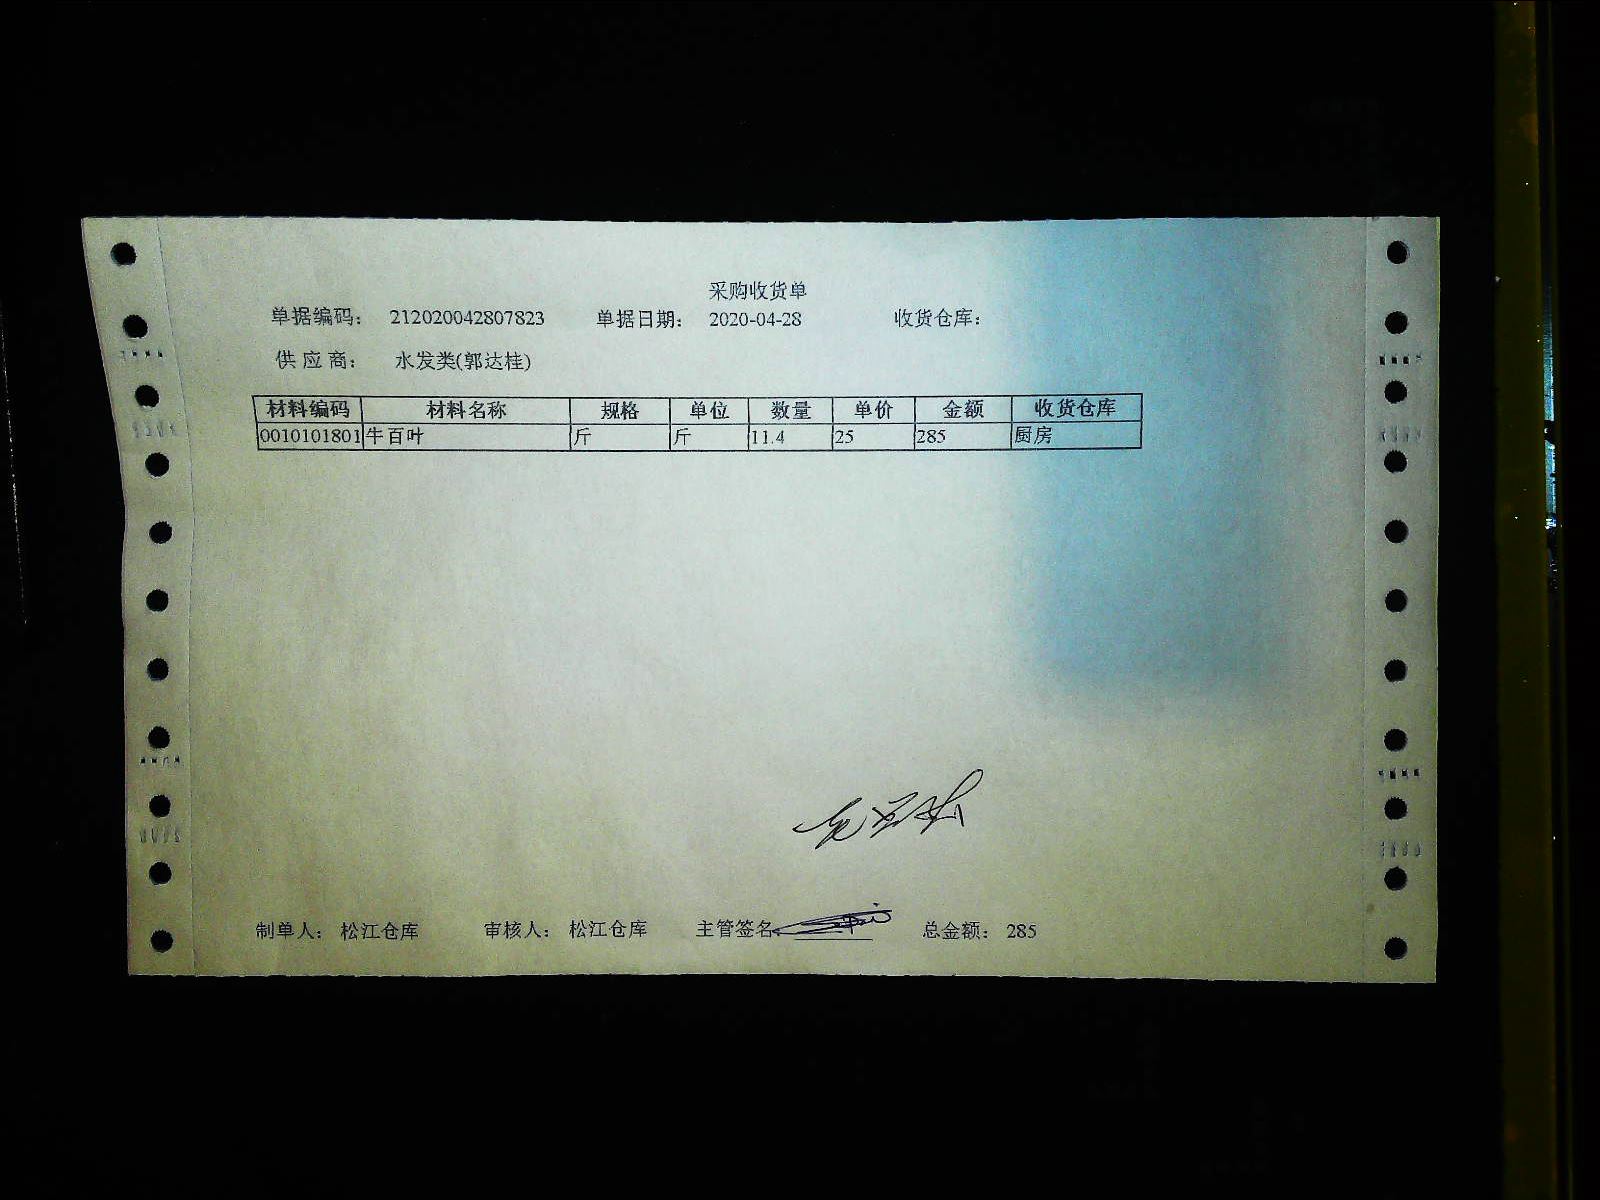 采购收货单
单据编码： 212020042807823 单据日期： 2020-04-28 收货仓库：
供 应 商： 水发类(郭达桂)
材料编码 材料名称 规格 单位 数量 单价 金额 收货仓库
0010101801 牛百叶 斤 斤 11.4 25 285 厨房
制单人： 松江仓库 审核人： 松江仓库 主管签名 总金额： 285